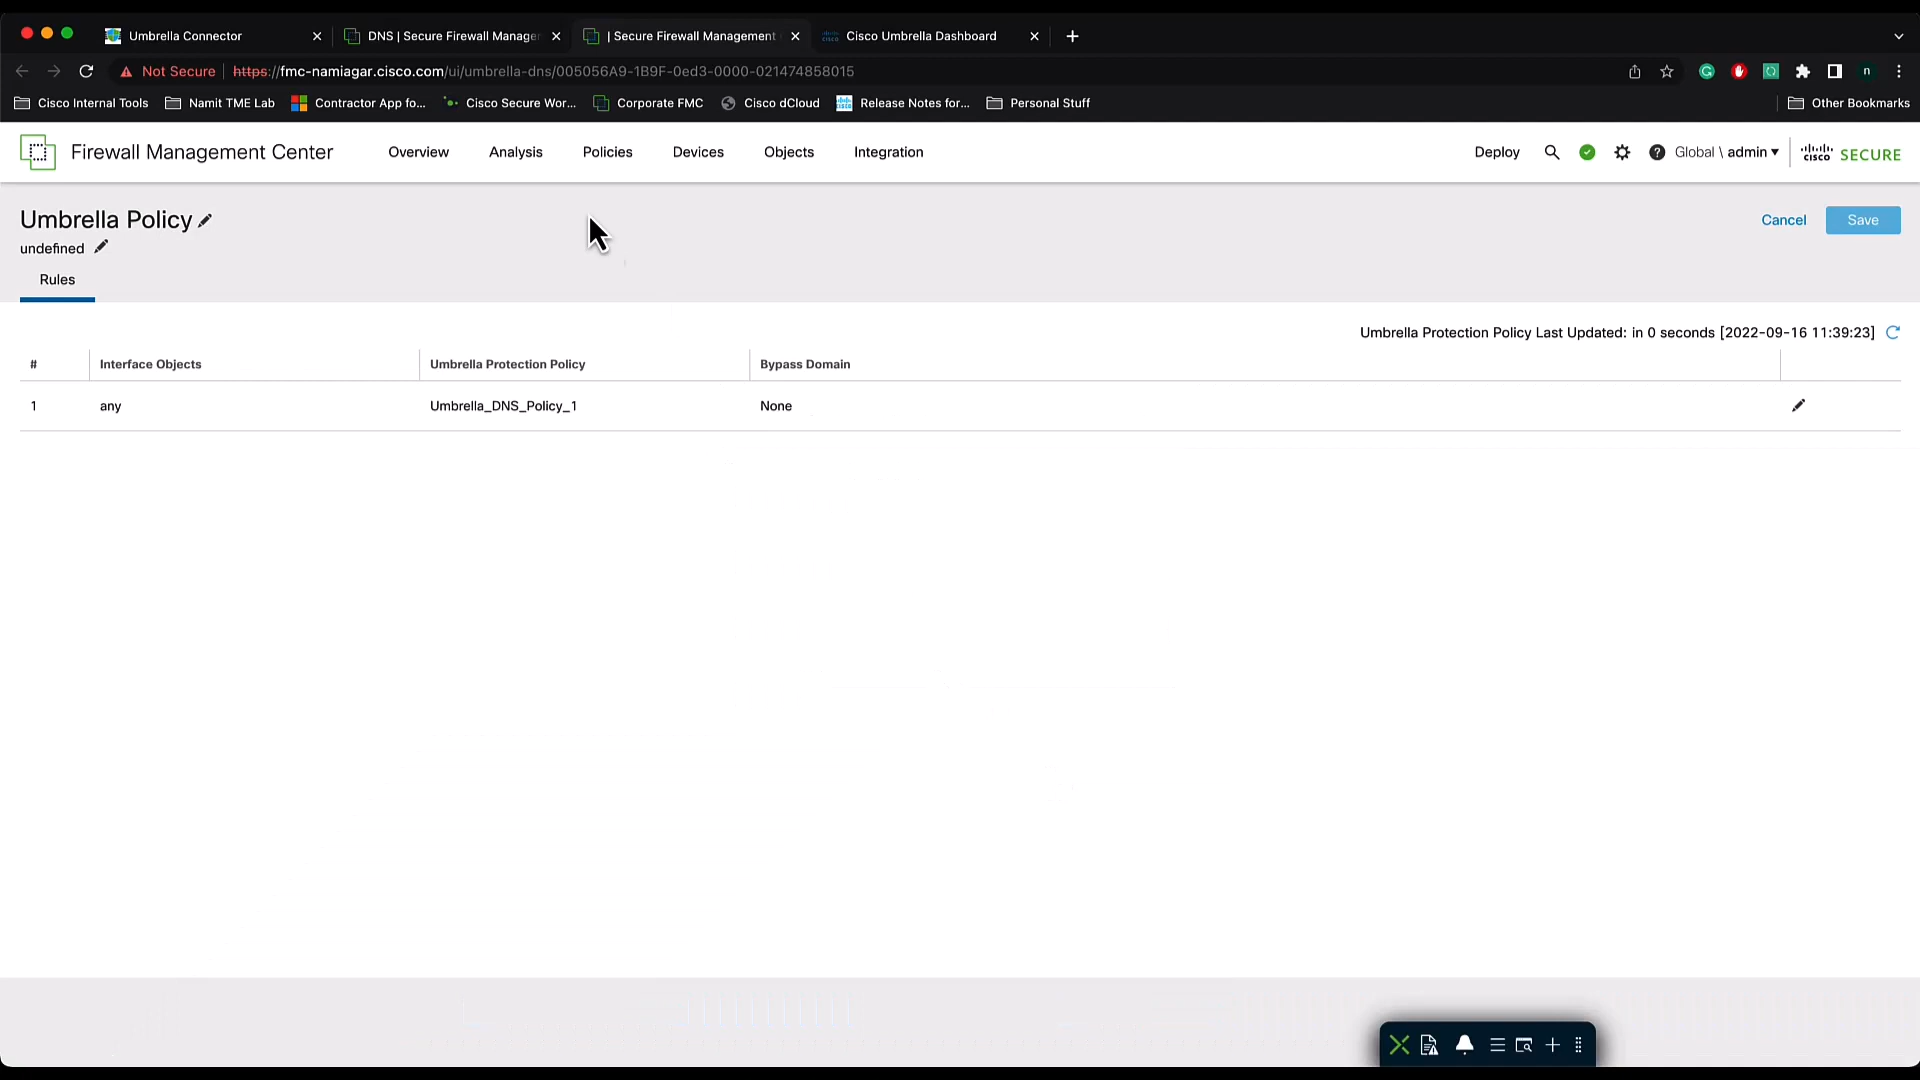 Umbrella Connector
DNS | Secure Firewall Manage
| Secure Firewall Management
Cisco Umbrella Dashboard
Not Secure
https://fmc-namiagar.cisco.com/ui/umbrella-dns/005056A9-1B9F-0ed3-0000-021474858015
n
Cisco Internal Tools
Namit TME Lab
Contractor App fo...
Cisco Secure Wor...
Corporate FMC
Cisco dCloud
Release Notes for...
Personal Stuff
Other Bookmarks
Firewall Management Center
Overview
Analysis
Policies
Devices
Objects
Integration
Deploy
Global \ admin
cisco SECURE
Umbrella Policy
Cancel
Save
undefined
Rules
Umbrella Protection Policy Last Updated: in 0 seconds [2022-09-16 11:39:23]
# Interface Objects Umbrella Protection Policy Bypass Domain
1 any Umbrella_DNS_Policy_1 None